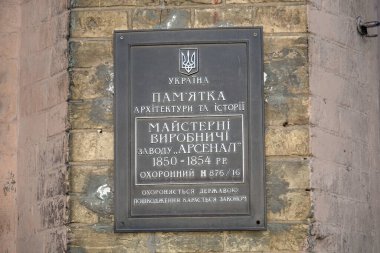 УКРАЇНА
ПАМ'ЯТКА
АРХІТЕКТУРИ ТА ІСТОРІЇ
МАЙСТЕРНІ
ВИРОБНИЧІ
ЗАВОДУ „АРСЕНАЛ"
1850-1854 РР.
ОХОРОННИЙ № 876/16
ОХОРОНЯЄТЬСЯ ДЕРЖАВОЮ
ПОШКОДЖЕННЯ КАРАЄТЬСЯ ЗАКОНОМ